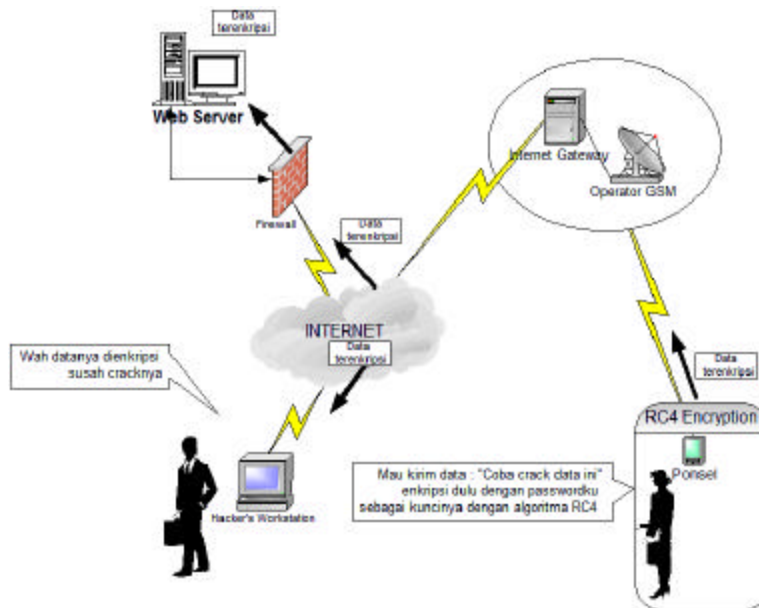 Data
terenkripsi
Web Server
Internet Gateway
Operator GSM
Firewall
Data
terenkripsi
INTERNET
Data
terenkripsi
Wah datanya dienkripsi
susah cracknya
Data
terenkripsi
RC4 Encryption
Ponsel
Mau kirim data : "Coba crack data ini"
enkripsi dulu dengan passwordku
sebagai kuncinya dengan algoritma RC4
Hacker's Workstation